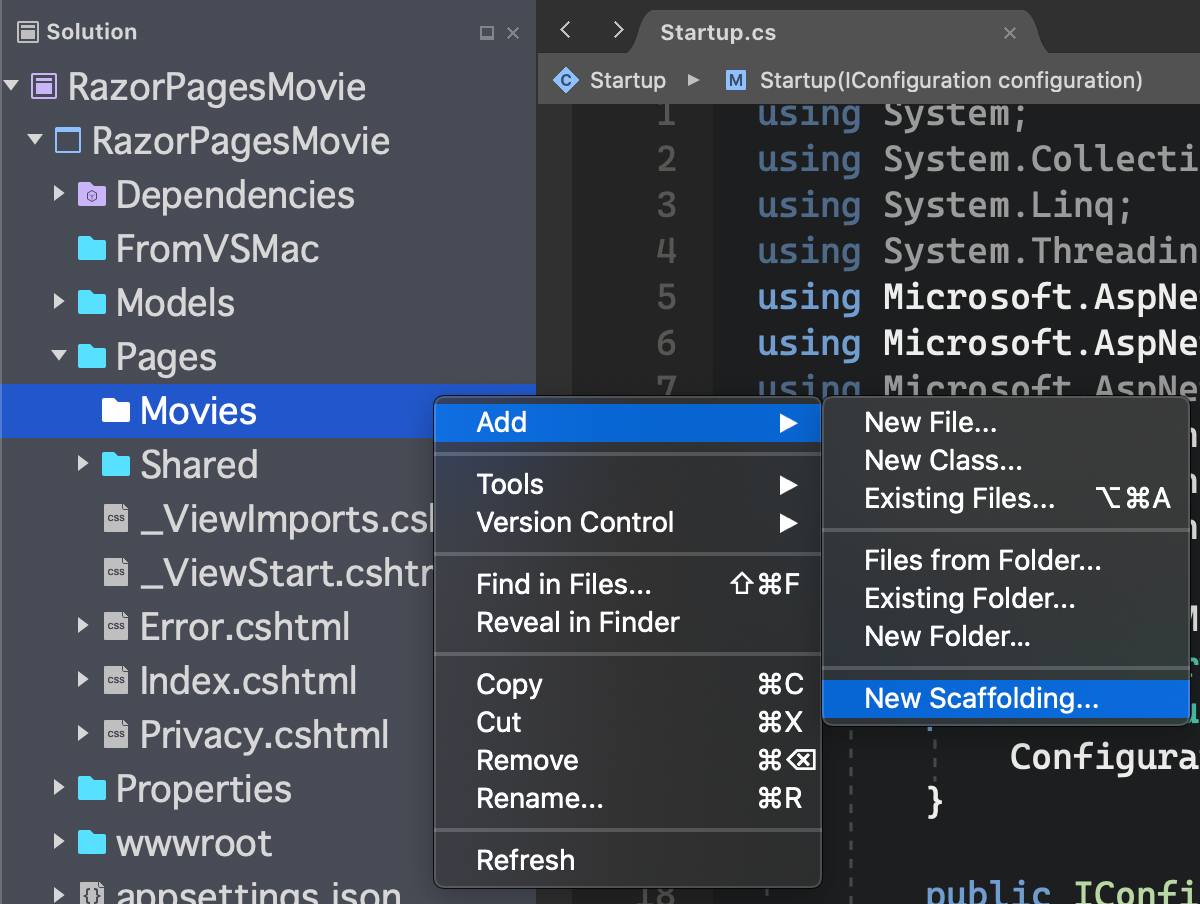 Solution
RazorPagesMovie
RazorPagesMovie
Dependencies
FromVSMac
Models
Pages
Movies
Shared
_ViewImports.csh
_ViewStart.cshtm
Error.cshtml
Index.cshtml
Privacy.cshtml
Properties
wwwroot
appsettings.json
Startup.cs
Startup
M Startup(IConfiguration configuration)
1 using System;
2 using System.Collecti
3 using System.Linq;
4 using System.Threadin
5 using Microsoft.AspNe
6 using Microsoft.AspNe
7 using Microsoft.AspNe
Configura
}
18 public IConfi
Add
Tools
Version Control
Find in Files... ⇧⌘F
Reveal in Finder
Copy ⌘C
Cut ⌘X
Remove ⌘⌫
Rename... ⌘R
Refresh
New File...
New Class...
Existing Files... ⌥⌘A
Files from Folder...
Existing Folder...
New Folder...
New Scaffolding...